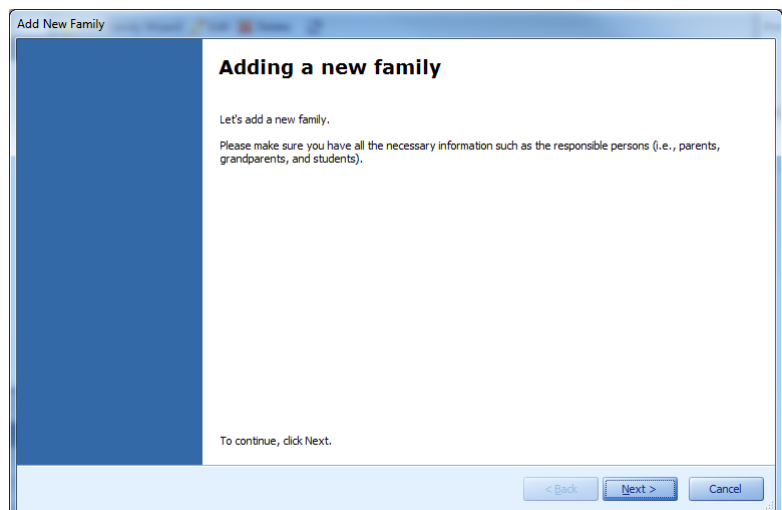 Add New Family
Adding a new family
Let's add a new family.
Please make sure you have all the necessary information such as the responsible persons (i.e., parents,
grandparents, and students).
To continue, click Next.
< Back Next > Cancel